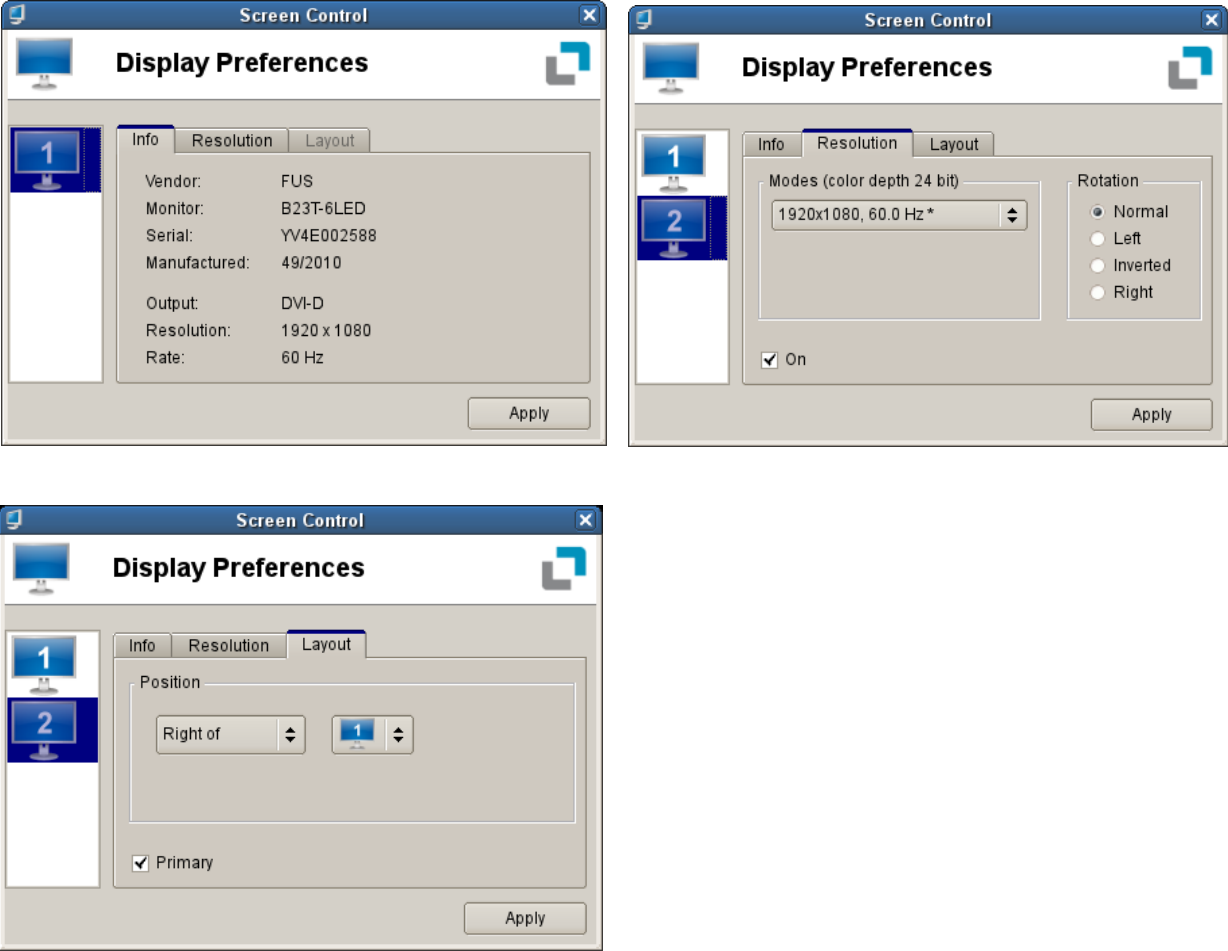 Screen Control
Display Preferences
1
Info Resolution Layout
Vendor: FUS
Monitor: B23T-6LED
Serial: YV4E002588
Manufactured: 49/2010
Output: DVI-D
Resolution: 1920 x 1080
Rate: 60 Hz
Apply
Screen Control
Display Preferences
1
2
Info Resolution Layout
Modes (color depth 24 bit)
1920x1080, 60.0 Hz *
Rotation
Normal
Left
Inverted
Right
On
Apply
Screen Control
Display Preferences
1
2
Info Resolution Layout
Position
Right of 1
Primary
Apply